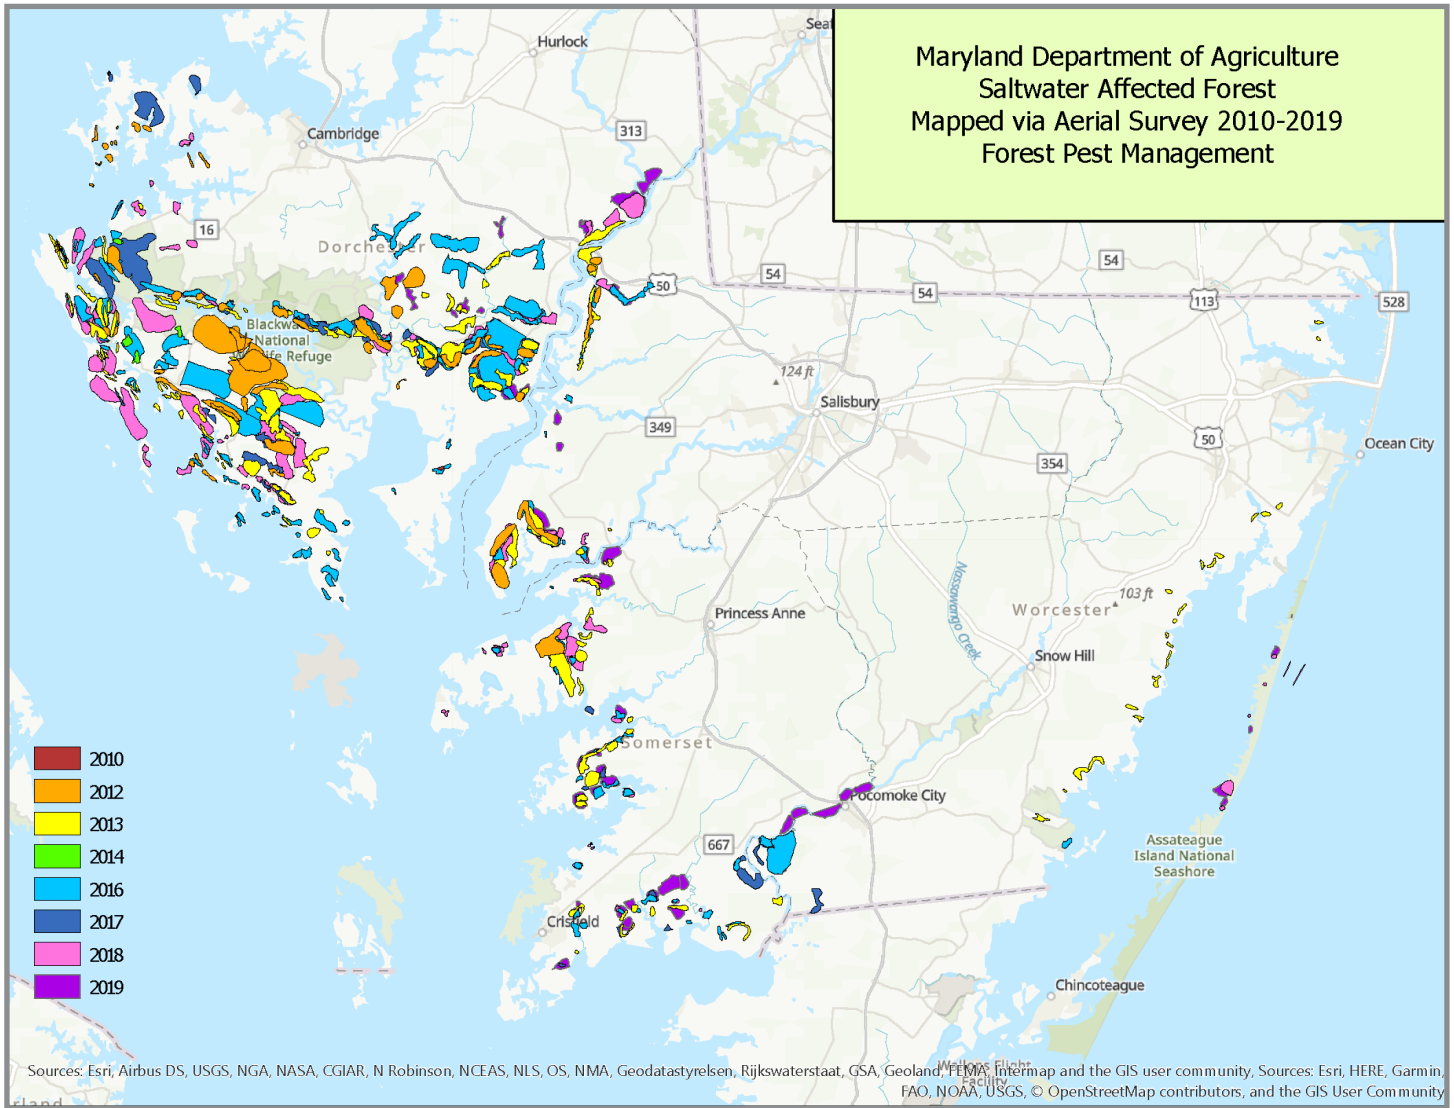 Maryland Department of Agriculture
Saltwater Affected Forest
Mapped via Aerial Survey 2010-2019
Forest Pest Management
Hurlock
Cambridge
313
16
Dorchester
54
54
54
50
113
528
Blackwa
National
life Refuge
124 ft
Salisbury
349
354
50
Ocean City
Nassawango Creek
103 ft
Worcester
Princess Anne
Snow Hill
Somerset
Pocomoke City
667
Assateague
Island National
Seashore
Crisfield
Chincoteague
2010
2012
2013
2014
2016
2017
2018
2019
Wallops Flight
Facility
Sources: Esri, Airbus DS, USGS, NGA, NASA, CGIAR, N Robinson, NCEAS, NLS, OS, NMA, Geodatastyrelsen, Rijkswaterstaat, GSA, Geoland, FEMA, Intermap and the GIS user community, Sources: Esri, HERE, Garmin,
FAO, NOAA, USGS, © OpenStreetMap contributors, and the GIS User Community